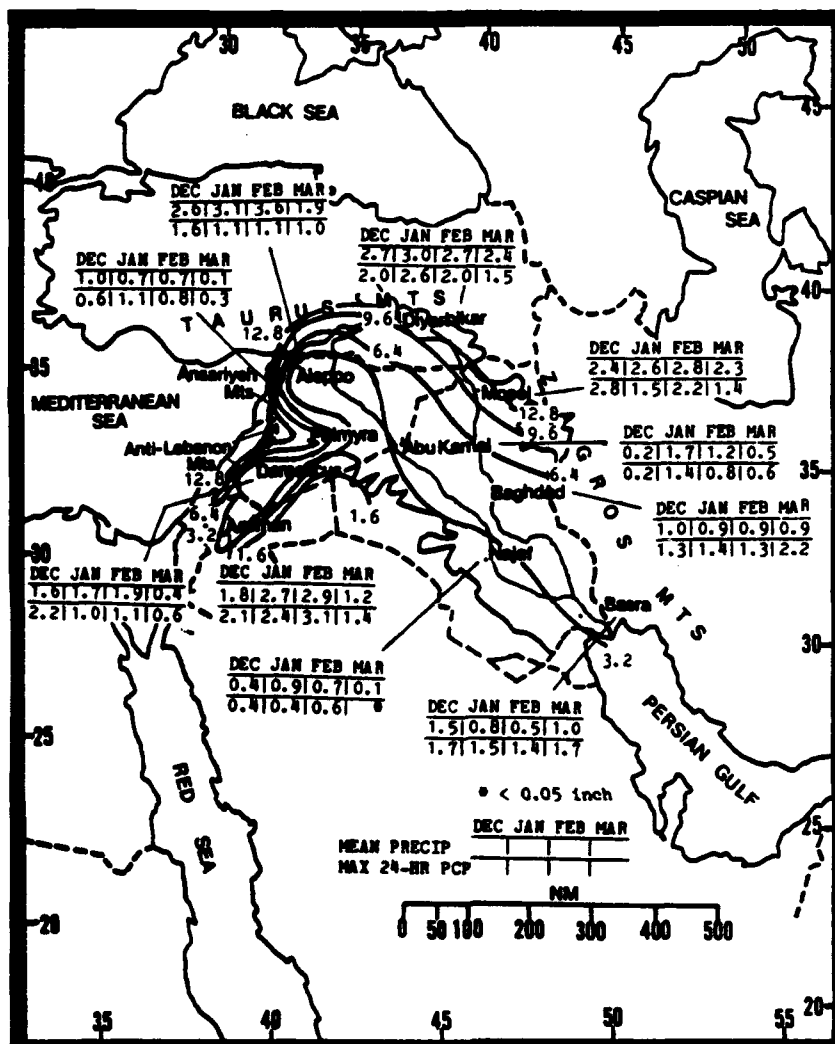 30 35 40 45 50
BLACK SEA
45
40
CASPIAN
SEA
DEC JAN FEB MAR
2.6|3.1|3.6|1.9
1.6|1.1|1.1|1.0
DEC JAN FEB MAR
2.7|3.0|2.7|2.4
2.0|2.6|2.0|1.5
DEC JAN FEB MAR
1.0|0.7|0.7|0.1
0.6|1.1|0.8|0.3
40
TAURUS MTS
12.8
9.6
Diyarbikar
6.4
35
Ansariyeh
Mts.
Aleppo
DEC JAN FEB MAR
2.4|2.6|2.8|2.3
2.8|1.5|2.2|1.4
Mosel
12.8
9.6
MEDITERRANEAN
SEA
Anti-Lebanon
Mts.
Palmyra
Abu Kamal
DEC JAN FEB MAR
0.2|1.7|1.2|0.5
0.2|1.4|0.8|0.6
35
6.4
12.8
Damascus
Baghdad
GROS MTS
6.4
3.2
Amman
1.6
DEC JAN FEB MAR
1.0|0.9|0.9|0.9
1.3|1.4|1.3|2.2
30
1.6
Najaf
DEC JAN FEB MAR
1.6|1.7|1.9|0.4
2.2|1.0|1.1|0.6
DEC JAN FEB MAR
1.8|2.7|2.9|1.2
2.1|2.4|3.1|1.4
Basra
30
3.2
DEC JAN FEB MAR
0.4|0.9|0.7|0.1
0.4|0.4|0.6| *
DEC JAN FEB MAR
1.5|0.8|0.5|1.0
1.7|1.5|1.4|1.7
PERSIAN GULF
25
RED
SEA
* < 0.05 inch
25
DEC JAN FEB MAR
MEAN PRECIP
MAX 24-HR PCP
NM
0 50 100 200 300 400 500
20
20
35 40 45 50 55